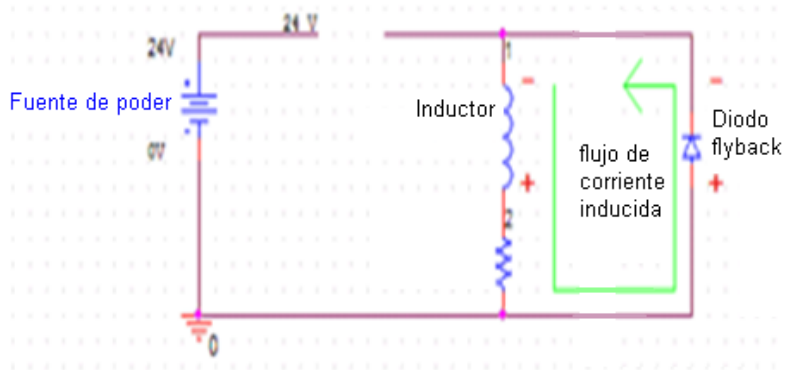 24 V
24V
Fuente de poder
0V
0
1
Inductor
2
flujo de
corriente
inducida
Diodo
flyback